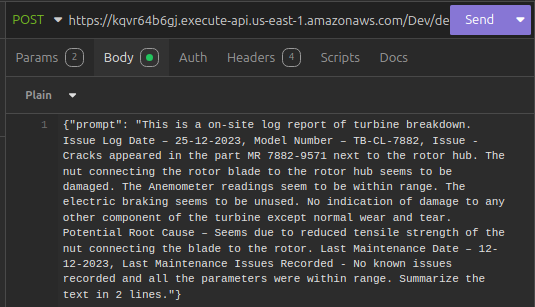 POST https://kqvr64b6gj.execute-api.us-east-1.amazonaws.com/Dev/de Send
Params 2 Body Auth Headers 4 Scripts Docs
Plain
1 {"prompt": "This is a on-site log report of turbine breakdown.
Issue Log Date – 25-12-2023, Model Number – TB-CL-7882, Issue -
Cracks appeared in the part MR 7882-9571 next to the rotor hub. The
nut connecting the rotor blade to the rotor hub seems to be
damaged. The Anemometer readings seem to be within range. The
electric braking seems to be unused. No indication of damage to any
other component of the turbine except normal wear and tear.
Potential Root Cause – Seems due to reduced tensile strength of the
nut connecting the blade to the rotor. Last Maintenance Date – 12-
12-2023, Last Maintenance Issues Recorded - No known issues
recorded and all the parameters were within range. Summarize the
text in 2 lines."}